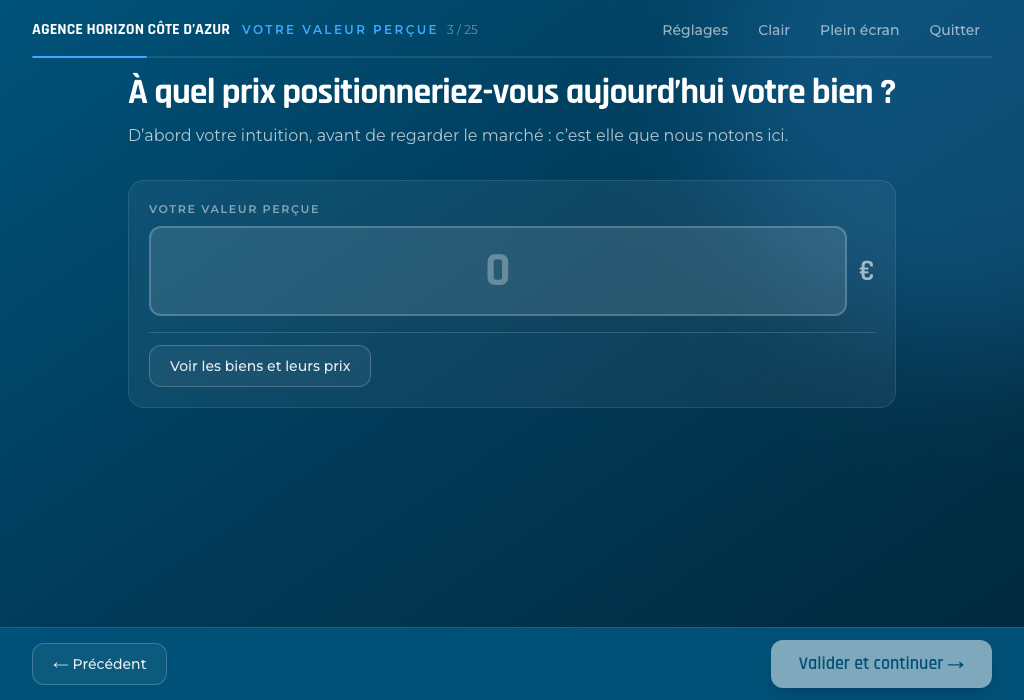 AGENCE HORIZON CÔTE D’AZUR VOTRE VALEUR PERÇUE 3 / 25 Réglages Clair Plein écran Quitter
À quel prix positionneriez-vous aujourd’hui votre bien ?
D’abord votre intuition, avant de regarder le marché : c’est elle que nous notons ici.
VOTRE VALEUR PERÇUE
0 €
Voir les biens et leurs prix
← Précédent Valider et continuer →